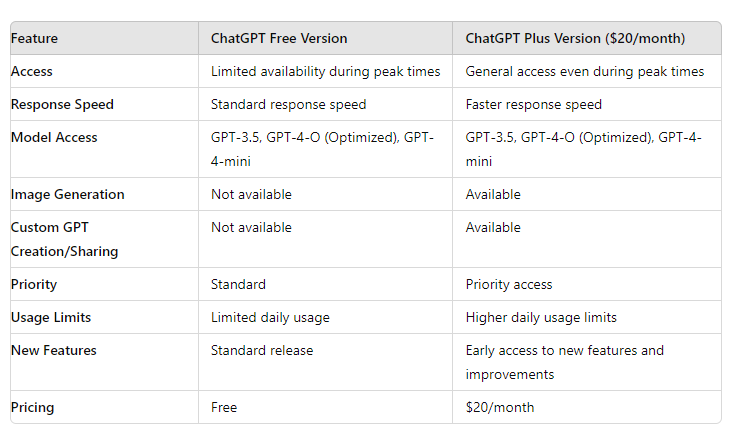 Feature ChatGPT Free Version ChatGPT Plus Version ($20/month)
Access Limited availability during peak times General access even during peak times
Response Speed Standard response speed Faster response speed
Model Access GPT-3.5, GPT-4-O (Optimized), GPT- GPT-3.5, GPT-4-O (Optimized), GPT-4-
4-mini mini
Image Generation Not available Available
Custom GPT Not available Available
Creation/Sharing
Priority Standard Priority access
Usage Limits Limited daily usage Higher daily usage limits
New Features Standard release Early access to new features and
improvements
Pricing Free $20/month